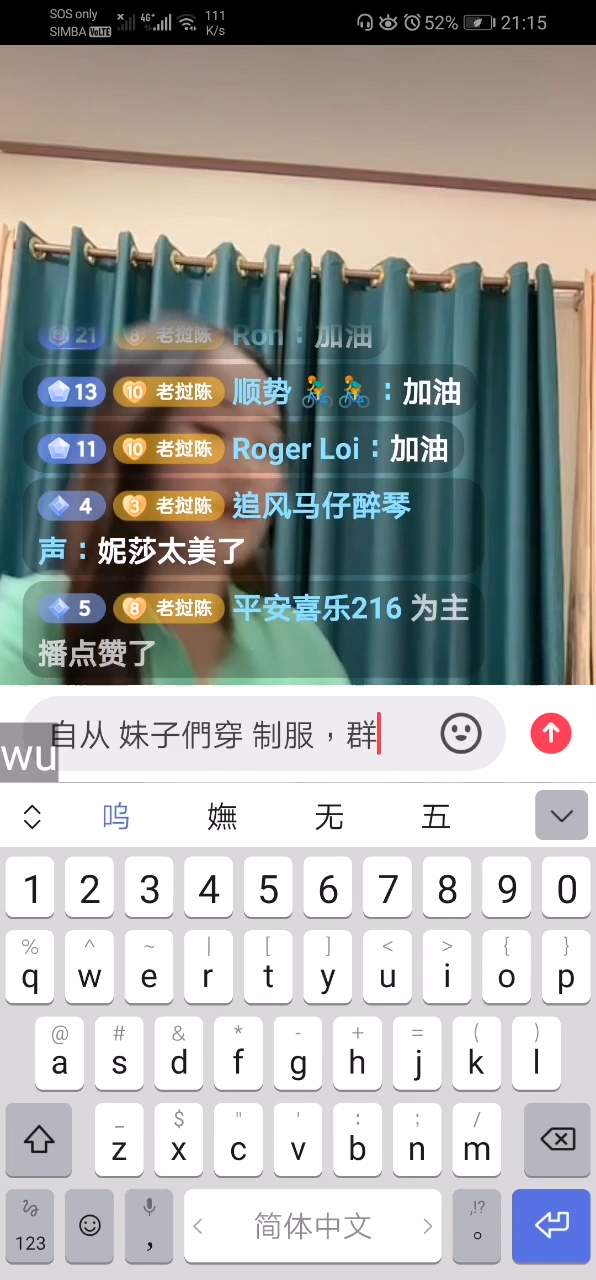 SOS only
SIMBA VoLTE
4G+
111
K/s
52%
21:15
21 8 老挝陈 Ron：加油
13 10 老挝陈 顺势 🚴 🚴：加油
11 10 老挝陈 Roger Loi：加油
4 3 老挝陈 追风马仔醉琴
声：妮莎太美了
5 8 老挝陈 平安喜乐216 为主
播点赞了
自从 妹子們穿 制服，群
wu
呜 嫵 无 五
1 2 3 4 5 6 7 8 9 0
% ^ ~ | [ ] < > { }
q w e r t y u i o p
@ # & * - + = ( )
a s d f g h j k l
_ $ " ' : ; /
z x c v b n m
,!?
123 , < 简体中文 > 。